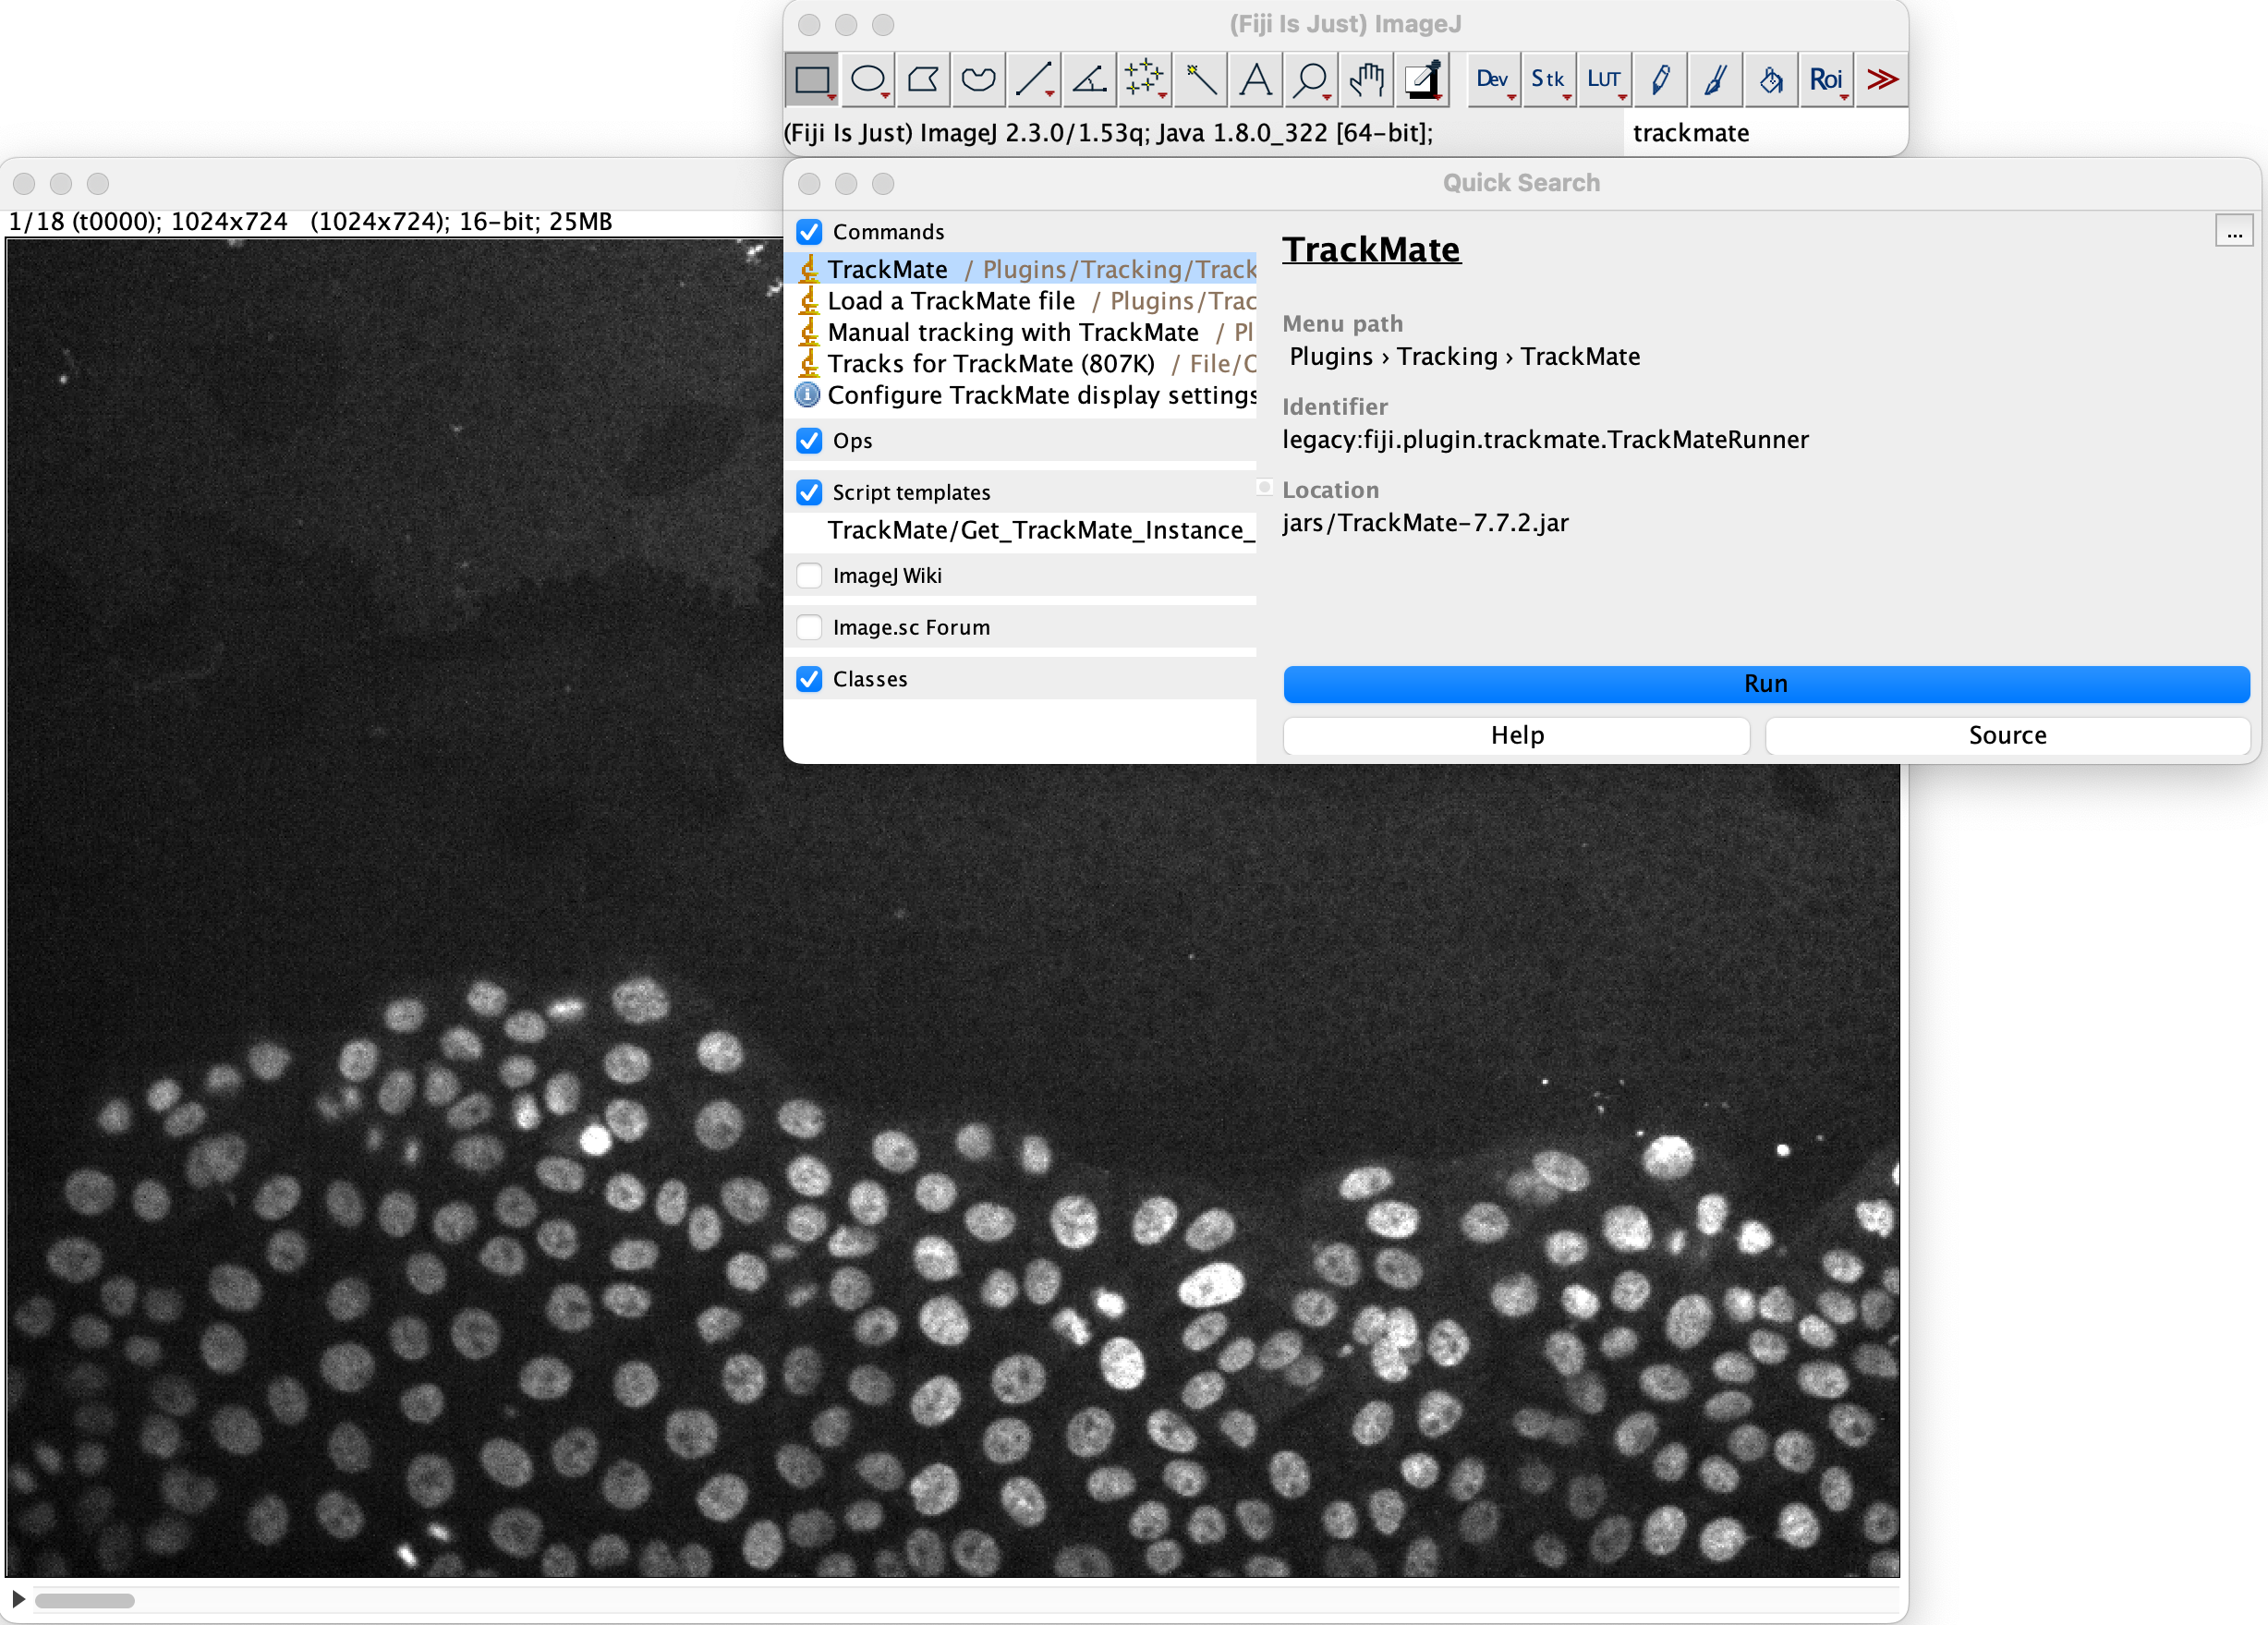 (Fiji Is Just) ImageJ
Dev Stk LUT Roi
(Fiji Is Just) ImageJ 2.3.0/1.53q; Java 1.8.0_322 [64-bit];
trackmate
Quick Search
1/18 (t0000); 1024x724 (1024x724); 16-bit; 25MB
Commands
TrackMate / Plugins/Tracking/Track
Load a TrackMate file / Plugins/Trac
Manual tracking with TrackMate / Pl
Tracks for TrackMate (807K) / File/O
Configure TrackMate display settings
Ops
Script templates
TrackMate/Get_TrackMate_Instance_
ImageJ Wiki
Image.sc Forum
Classes
...
TrackMate
Menu path
Plugins › Tracking › TrackMate
Identifier
legacy:fiji.plugin.trackmate.TrackMateRunner
Location
jars/TrackMate-7.7.2.jar
Run
Help
Source